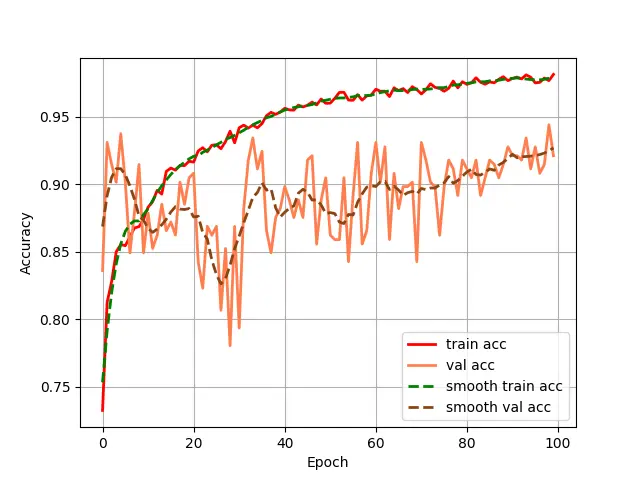 0.95
0.90
0.85
0.80
0.75
Accuracy
train acc
val acc
smooth train acc
smooth val acc
0 20 40 60 80 100
Epoch